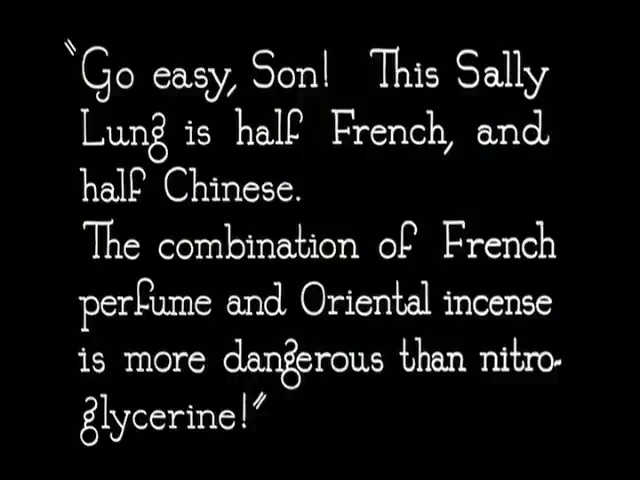 "Go easy, Son! This Sally
Lung is half French, and
half Chinese.
The combination of French
perfume and Oriental incense
is more dangerous than nitro-
glycerine!"